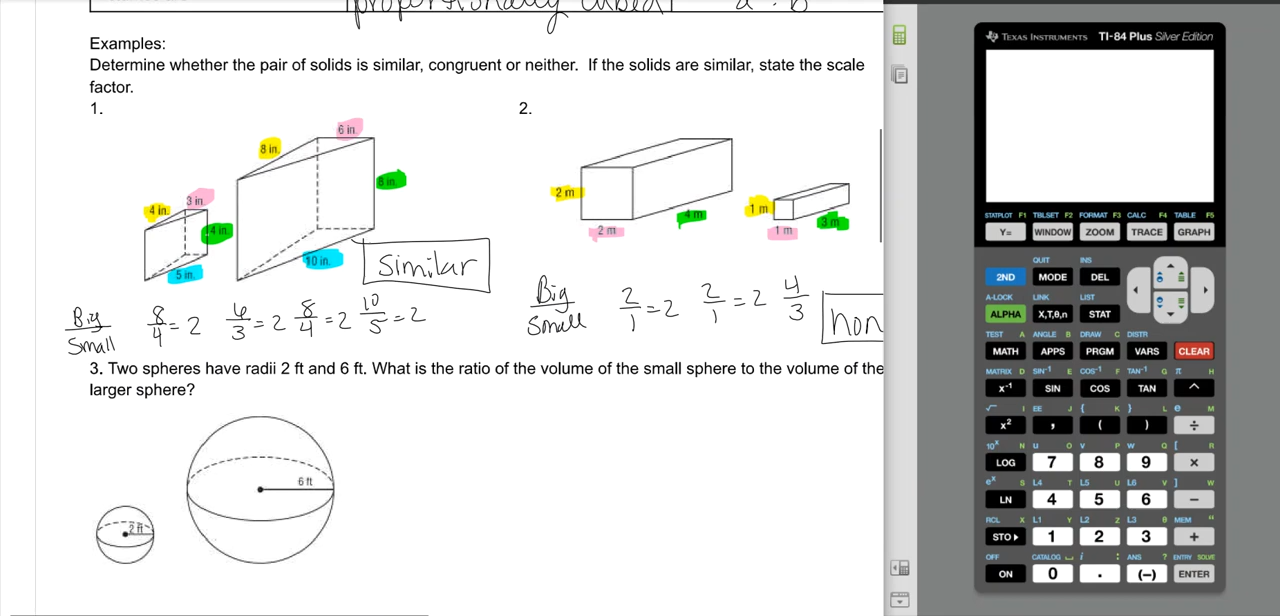 proportionally cubed
Examples:
Determine whether the pair of solids is similar, congruent or neither. If the solids are similar, state the scale
factor.
1.
2.
6 in.
8 in.
8 in.
3 in.
4 in.
4 in.
5 in.
10 in.
Similar
2 m
2 m
4 m
1 m
1 m
3 m
Big
Small
8/4 = 2
6/3 = 2
8/4 = 2
10/5 = 2
Big
Small
2/1 = 2
2/1 = 2
4/3
non
3. Two spheres have radii 2 ft and 6 ft. What is the ratio of the volume of the small sphere to the volume of the
larger sphere?
6 ft
2 ft
TEXAS INSTRUMENTS TI-84 Plus Silver Edition
STATPLOT F1 TBLSET F2 FORMAT F3 CALC F4 TABLE F5
Y= WINDOW ZOOM TRACE GRAPH
QUIT INS
2ND MODE DEL
A-LOCK LINK LIST
ALPHA X,T,θ,n STAT
TEST A ANGLE B DRAW C DISTR
MATH APPS PRGM VARS CLEAR
MATRIX D SIN⁻¹ E COS⁻¹ F TAN⁻¹ G π H
x⁻¹ SIN COS TAN ^
√ I EE J { K } L e M
x² , ( ) ÷
10ˣ N u O v P w Q [ R
LOG 7 8 9 ×
eˣ S L4 T L5 U L6 V ] W
LN 4 5 6 −
RCL X L1 Y L2 Z L3 θ MEM "
STO▶ 1 2 3 +
OFF CATALOG ⎵ i : ANS ? ENTRY SOLVE
ON 0 . (−) ENTER